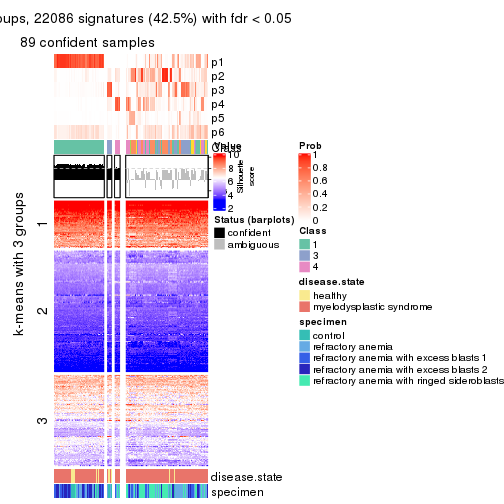 oups, 22086 signatures (42.5%) with fdr < 0.05
89 confident samples
p1
p2
p3
p4
p5
p6
Class
Value
10
8
6
4
2
Silhouette
score
Status (barplots)
confident
ambiguous
Prob
1
0.8
0.6
0.4
0.2
0
Class
1
3
4
disease.state
healthy
myelodysplastic syndrome
specimen
control
refractory anemia
refractory anemia with excess blasts 1
refractory anemia with excess blasts 2
refractory anemia with ringed sideroblasts
k-means with 3 groups
1
2
3
disease.state
specimen